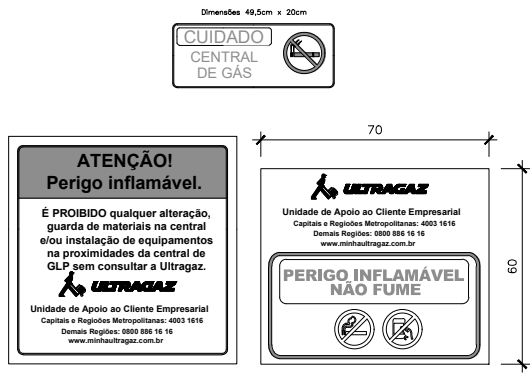 Dimensões 49,5cm x 20cm
CUIDADO
CENTRAL
DE GÁS
ATENÇÃO!
Perigo inflamável.
É PROIBIDO qualquer alteração,
guarda de materiais na central
e/ou instalação de equipamentos
na proximidades da central de
GLP sem consultar a Ultragaz.
ULTRAGAZ
Unidade de Apoio ao Cliente Empresarial
Capitais e Regioões Metropolitanas: 4003 1616
Demais Regiões: 0800 886 16 16
www.minhaultragaz.com.br
70
ULTRAGAZ
Unidade de Apoio ao Cliente Empresarial
Capitais e Regiões Metropolitanas: 4003 1616
Demais Regiões: 0800 886 16 16
www.minhaultragaz.com.br
PERIGO INFLAMÁVEL
NÃO FUME
60